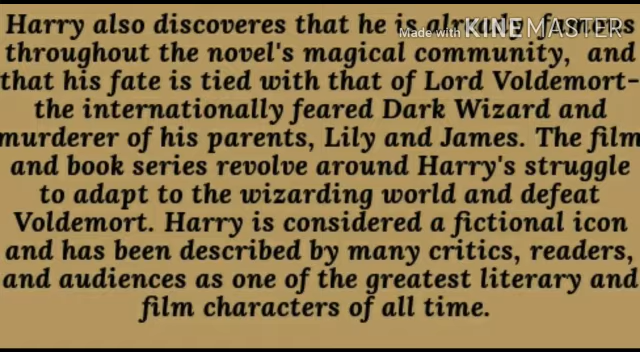 Harry also discoveres that he is already famous
Made with KINEMASTER
throughout the novel's magical community, and
that his fate is tied with that of Lord Voldemort-
the internationally feared Dark Wizard and
murderer of his parents, Lily and James. The film
and book series revolve around Harry's struggle
to adapt to the wizarding world and defeat
Voldemort. Harry is considered a fictional icon
and has been described by many critics, readers,
and audiences as one of the greatest literary and
film characters of all time.